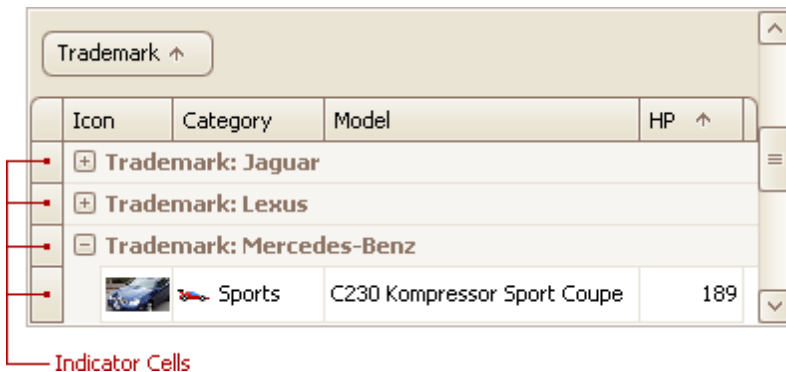 Trademark
Icon Category Model HP
Trademark: Jaguar
Trademark: Lexus
Trademark: Mercedes-Benz
Sports C230 Kompressor Sport Coupe 189
Indicator Cells